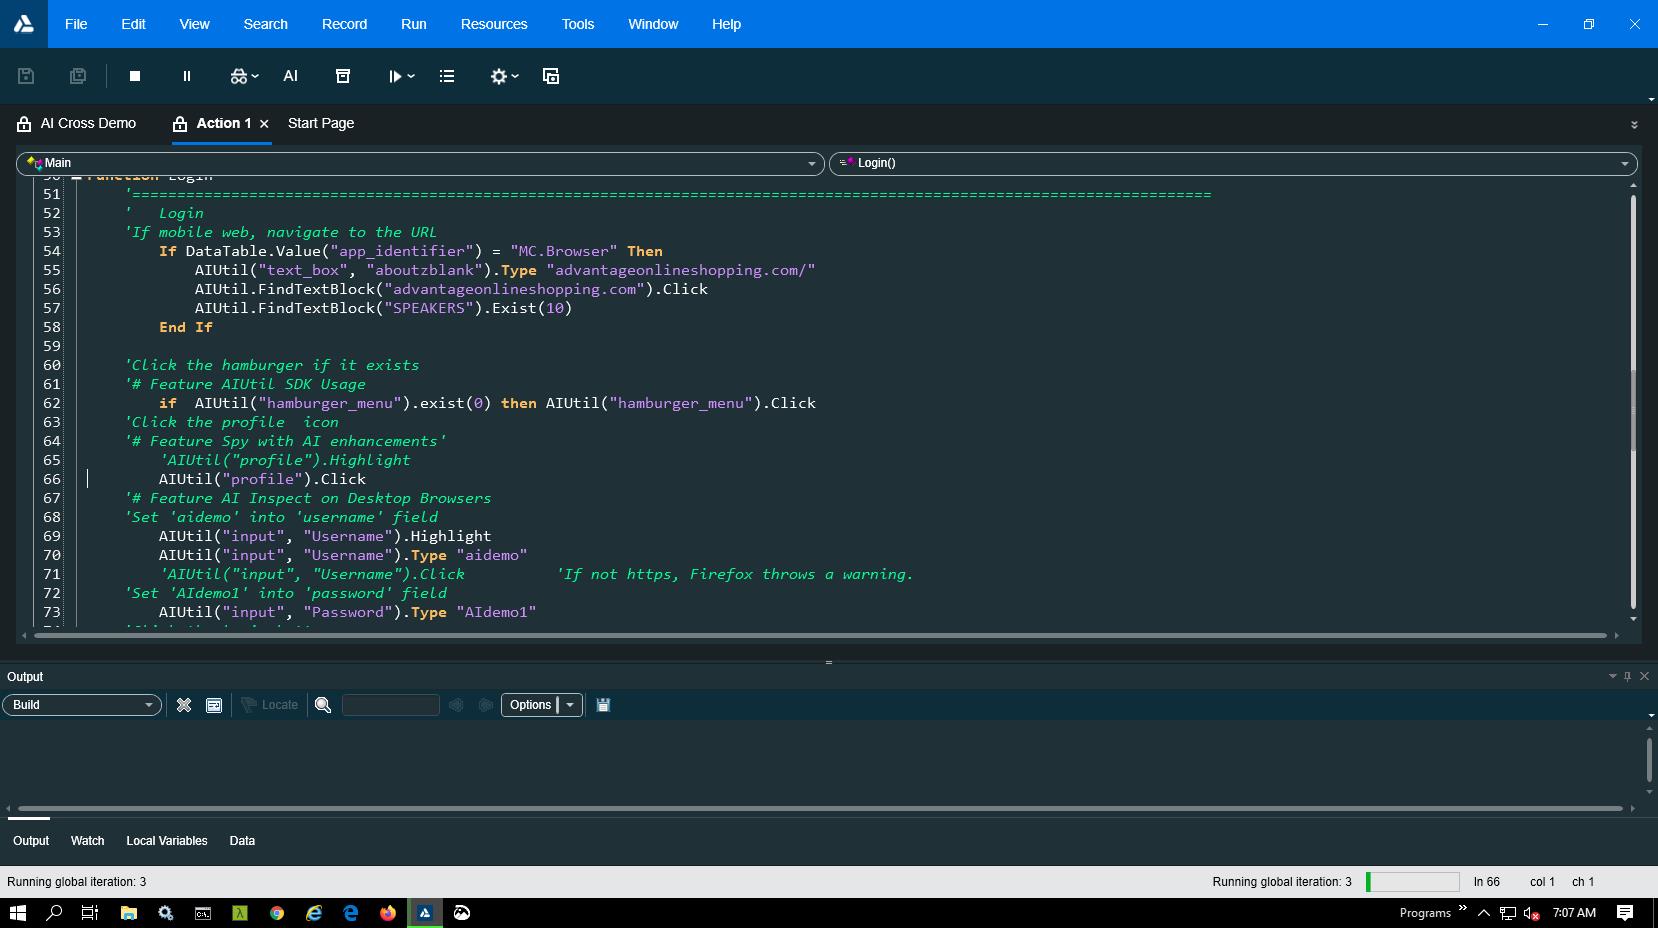 File Edit View Search Record Run Resources Tools Window Help
AI
AI Cross Demo Action 1 Start Page
Main Login()
50 Function Login
51 '========================================================================================================================
52 ' Login
53 'If mobile web, navigate to the URL
54 If DataTable.Value("app_identifier") = "MC.Browser" Then
55 AIUtil("text_box", "aboutzblank").Type "advantageonlineshopping.com/"
56 AIUtil.FindTextBlock("advantageonlineshopping.com").Click
57 AIUtil.FindTextBlock("SPEAKERS").Exist(10)
58 End If
59
60 'Click the hamburger if it exists
61 '# Feature AIUtil SDK Usage
62 if AIUtil("hamburger_menu").exist(0) then AIUtil("hamburger_menu").Click
63 'Click the profile icon
64 '# Feature Spy with AI enhancements'
65 'AIUtil("profile").Highlight
66 AIUtil("profile").Click
67 '# Feature AI Inspect on Desktop Browsers
68 'Set 'aidemo' into 'username' field
69 AIUtil("input", "Username").Highlight
70 AIUtil("input", "Username").Type "aidemo"
71 'AIUtil("input", "Username").Click 'If not https, Firefox throws a warning.
72 'Set 'AIdemo1' into 'password' field
73 AIUtil("input", "Password").Type "AIdemo1"
Output
Build Locate Options
Output Watch Local Variables Data
Running global iteration: 3 Running global iteration: 3 ln 66 col 1 ch 1
Programs 7:07 AM